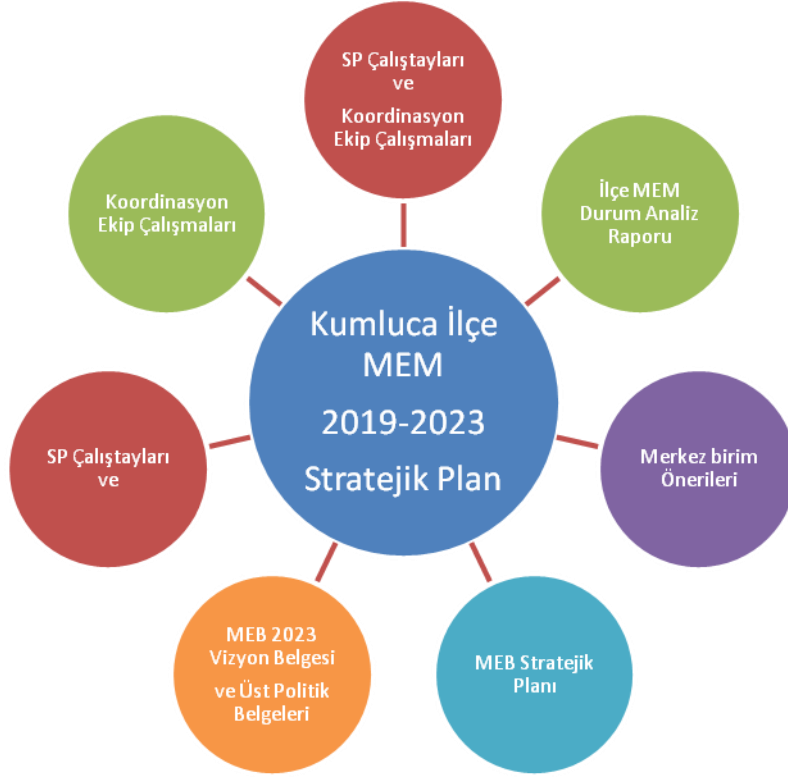 SP Çalıştayları
ve
Koordinasyon
Ekip Çalışmaları
Koordinasyon
Ekip Çalışmaları
İlçe MEM
Durum Analiz
Raporu
Kumluca İlçe
MEM
2019-2023
Stratejik Plan
SP Çalıştayları
ve
Merkez birim
Önerileri
MEB 2023
Vizyon Belgesi
ve Üst Politik
Belgeleri
MEB Stratejik
Planı